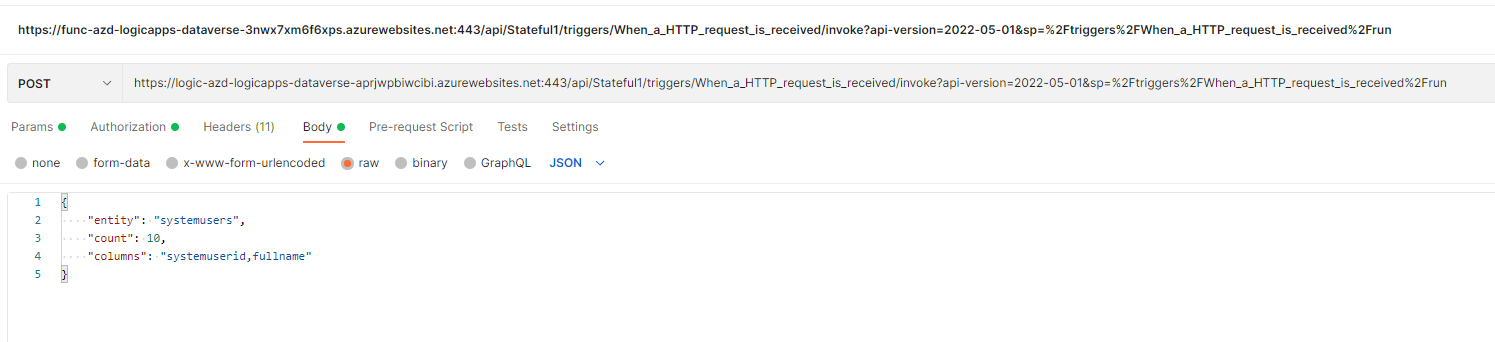 https://func-azd-logicapps-dataverse-3nwx7xm6f6xps.azurewebsites.net:443/api/Stateful1/triggers/When_a_HTTP_request_is_received/invoke?api-version=2022-05-01&sp=%2Ftriggers%2FWhen_a_HTTP_request_is_received%2Frun
POST https://logic-azd-logicapps-dataverse-aprjwpbiwcibi.azurewebsites.net:443/api/Stateful1/triggers/When_a_HTTP_request_is_received/invoke?api-version=2022-05-01&sp=%2Ftriggers%2FWhen_a_HTTP_request_is_received%2Frun
Params Authorization Headers (11) Body Pre-request Script Tests Settings
none form-data x-www-form-urlencoded raw binary GraphQL JSON
1 {
2 "entity": "systemusers",
3 "count": 10,
4 "columns": "systemuserid,fullname"
5 }